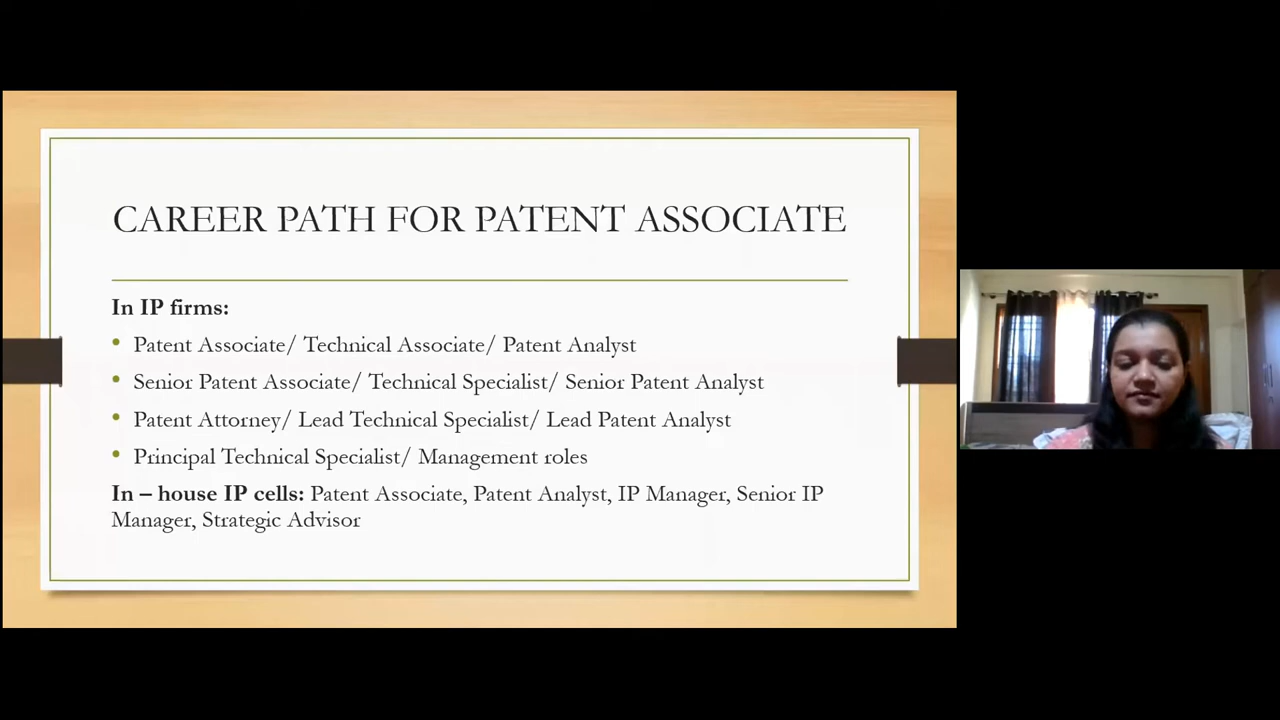 CAREER PATH FOR PATENT ASSOCIATE
In IP firms:
• Patent Associate/ Technical Associate/ Patent Analyst
• Senior Patent Associate/ Technical Specialist/ Senior Patent Analyst
• Patent Attorney/ Lead Technical Specialist/ Lead Patent Analyst
• Principal Technical Specialist/ Management roles
In – house IP cells: Patent Associate, Patent Analyst, IP Manager, Senior IP
Manager, Strategic Advisor